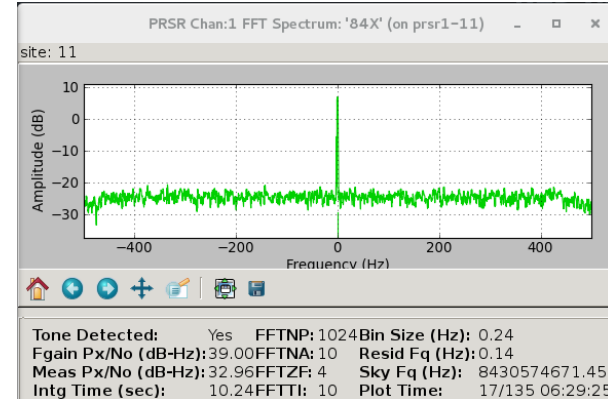 PRSR Chan:1 FFT Spectrum: '84X' (on prsr1-11)
site: 11
10
0
−10
−20
−30
Amplitude (dB)
−400 −200 0 200 400
Frequency (Hz)
Tone Detected: Yes FFTNP: 1024 Bin Size (Hz): 0.24
Fgain Px/No (dB-Hz): 39.00 FFTNA: 10 Resid Fq (Hz): 0.14
Meas Px/No (dB-Hz): 32.96 FFTZF: 4 Sky Fq (Hz): 8430574671.45
Intg Time (sec): 10.24 FFTTI: 10 Plot Time: 17/135 06:29:25